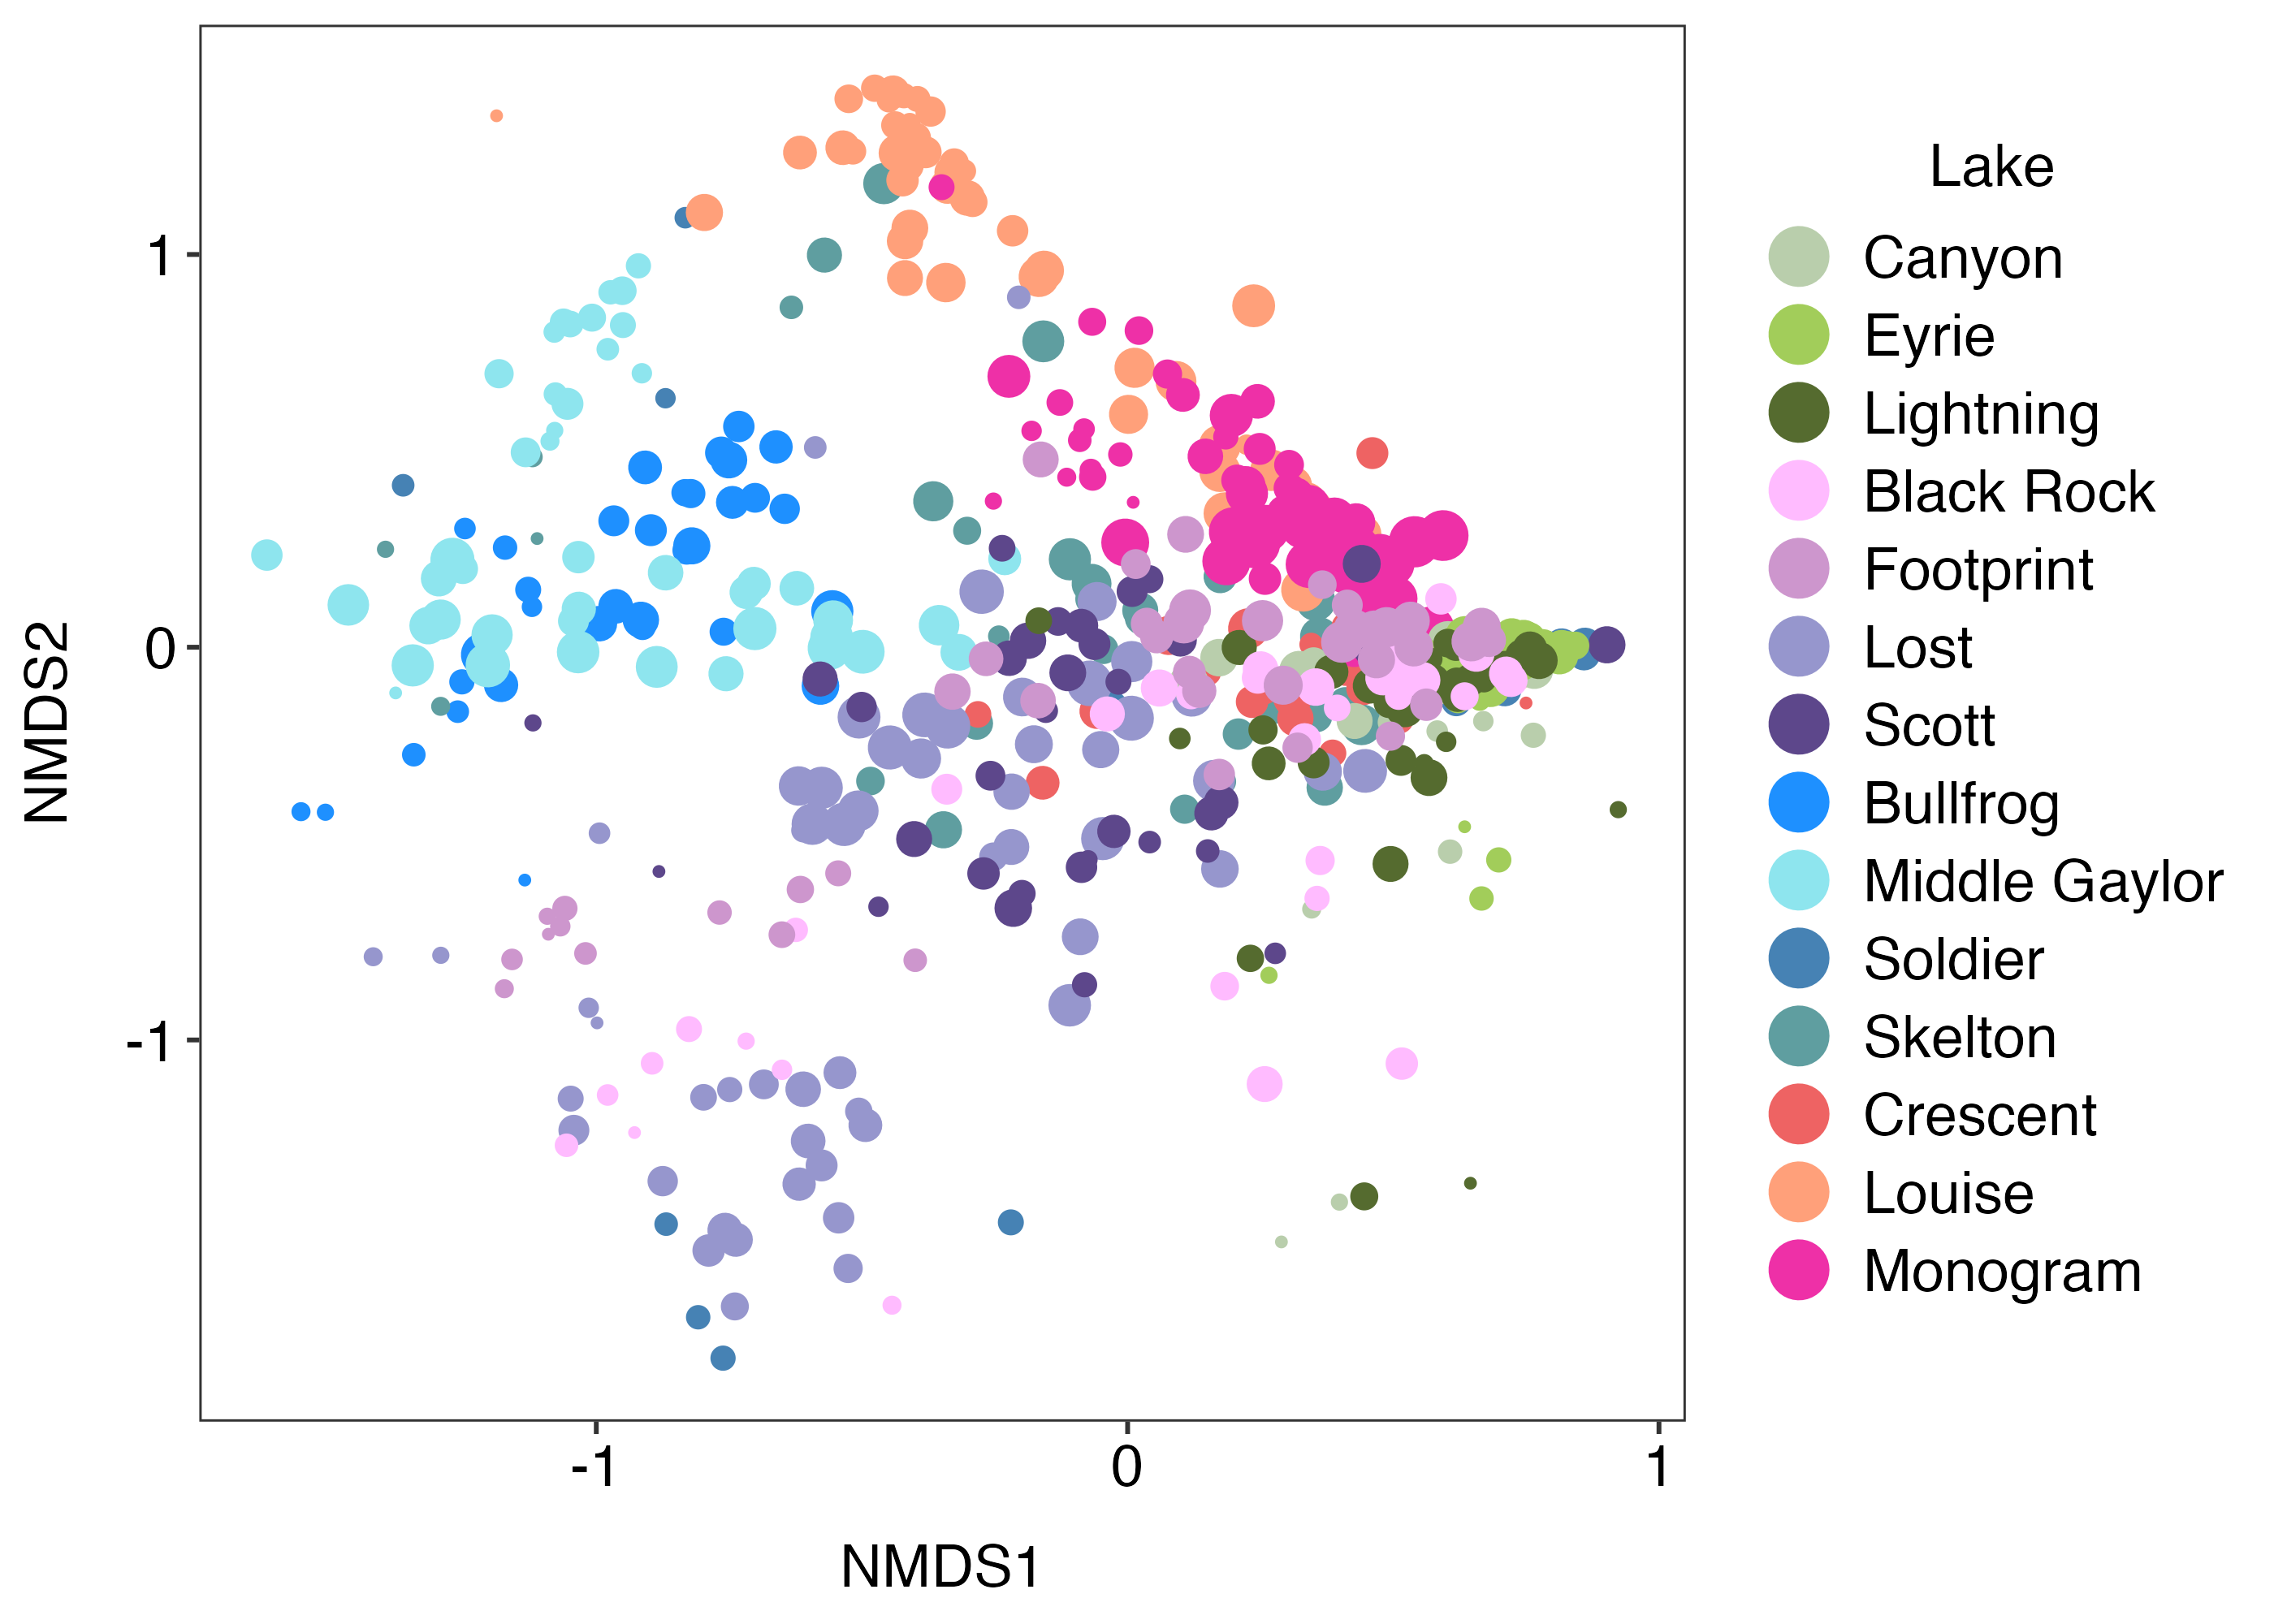 NMDS2
1
0
-1
-1
0
1
NMDS1
Lake
Canyon
Eyrie
Lightning
Black Rock
Footprint
Lost
Scott
Bullfrog
Middle Gaylor
Soldier
Skelton
Crescent
Louise
Monogram